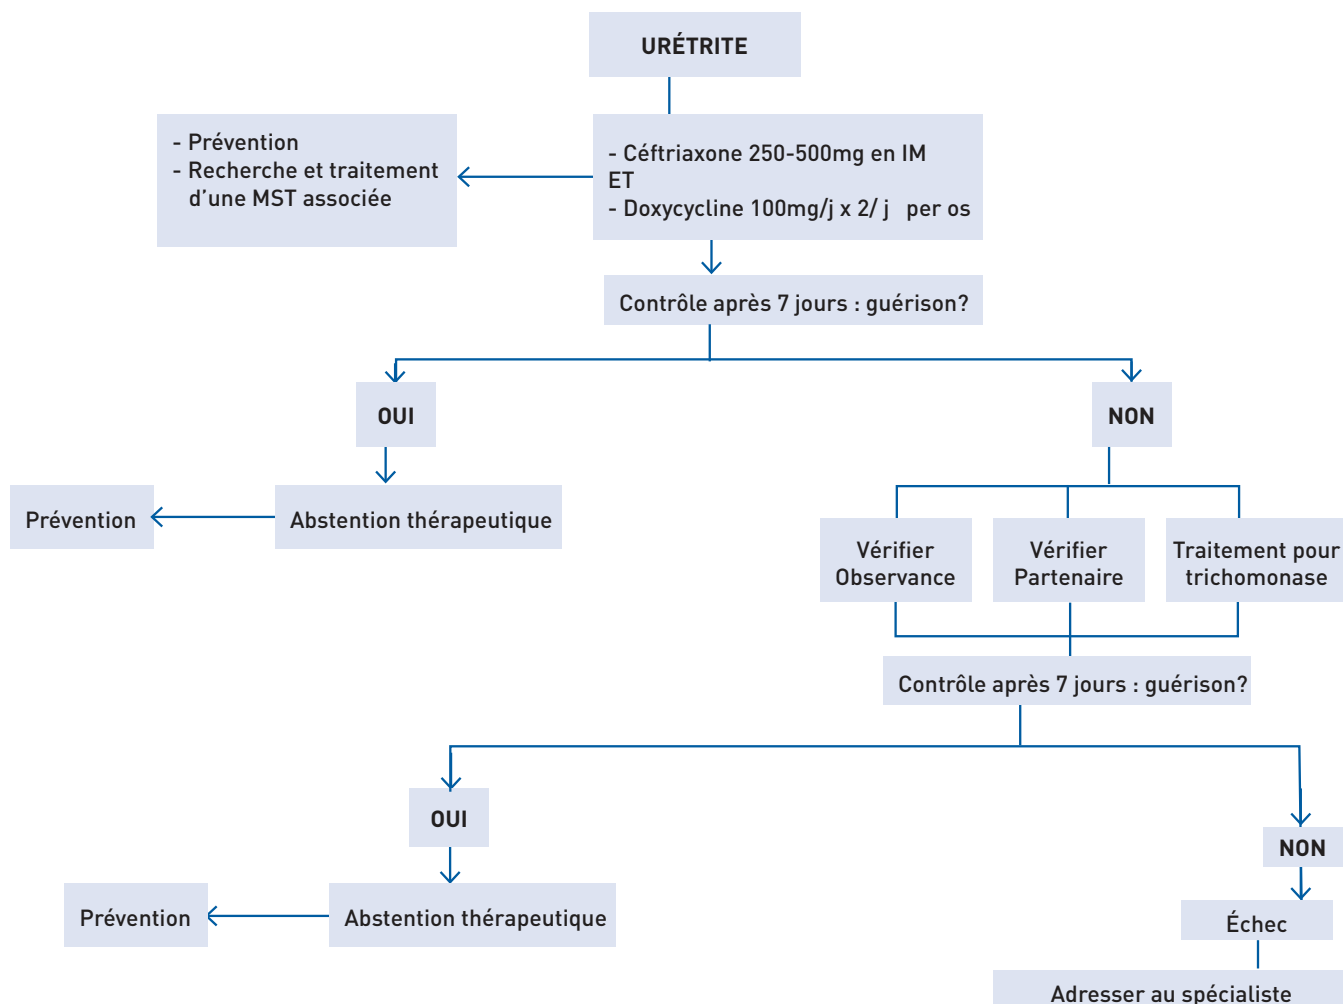 URÉTRITE
- Prévention
- Recherche et traitement
d'une MST associée
- Céftriaxone 250-500mg en IM
ET
- Doxycycline 100mg/j x 2/ j per os
Contrôle après 7 jours : guérison?
OUI
NON
Prévention
Abstention thérapeutique
Vérifier
Observance
Vérifier
Partenaire
Traitement pour
trichomonase
Contrôle après 7 jours : guérison?
OUI
NON
Prévention
Abstention thérapeutique
Échec
Adresser au spécialiste